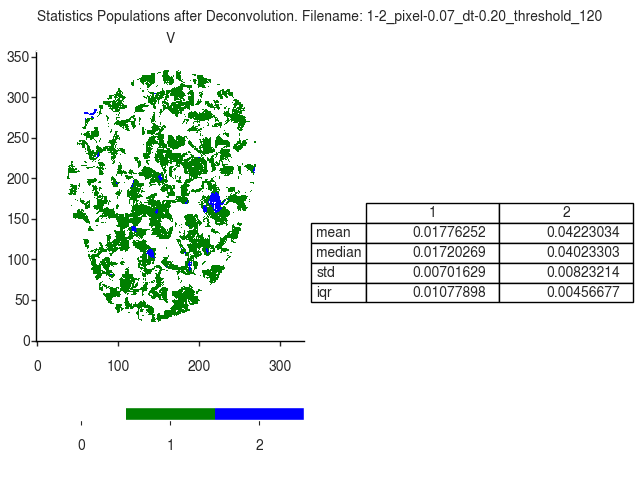 Statistics Populations after Deconvolution. Filename: 1-2_pixel-0.07_dt-0.20_threshold_120
V
350
300
250
200
150
100
50
0
0 100 200 300
1 2
mean 0.01776252 0.04223034
median 0.01720269 0.04023303
std 0.00701629 0.00823214
iqr 0.01077898 0.00456677
0 1 2